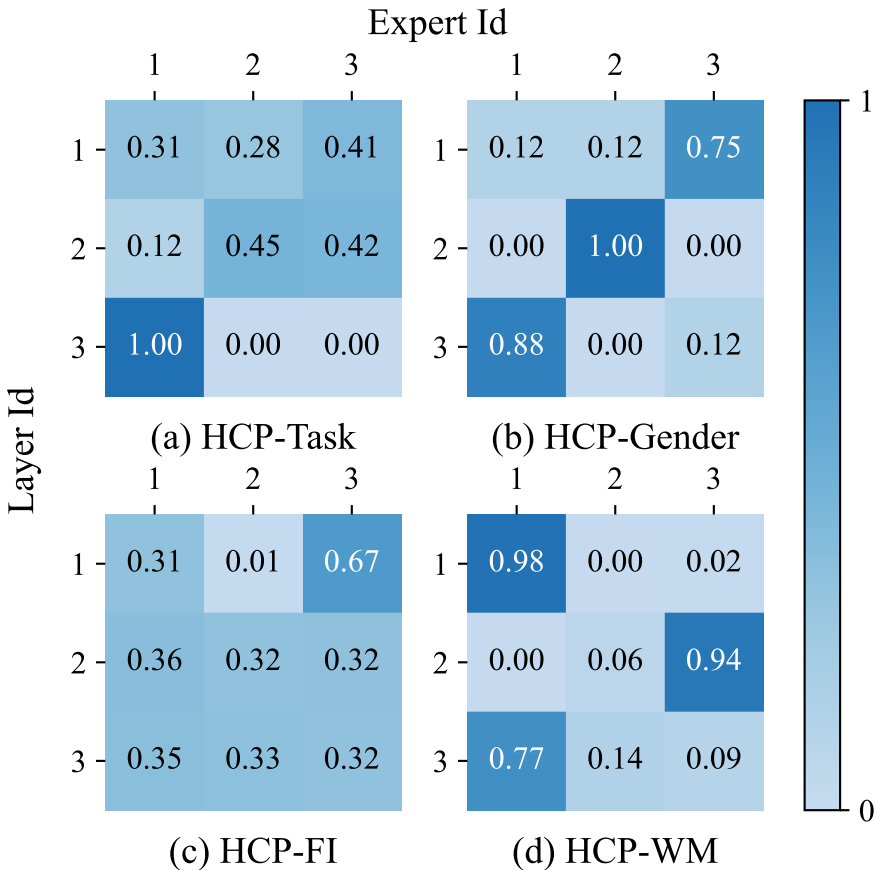 Expert Id
1 2 3 1 2 3
1 0.31 0.28 0.41 1 0.12 0.12 0.75
2 0.12 0.45 0.42 2 0.00 1.00 0.00
3 1.00 0.00 0.00 3 0.88 0.00 0.12
(a) HCP-Task (b) HCP-Gender
1 2 3 1 2 3
1 0.31 0.01 0.67 1 0.98 0.00 0.02
2 0.36 0.32 0.32 2 0.00 0.06 0.94
3 0.35 0.33 0.32 3 0.77 0.14 0.09
(c) HCP-FI (d) HCP-WM
Layer Id
1
0